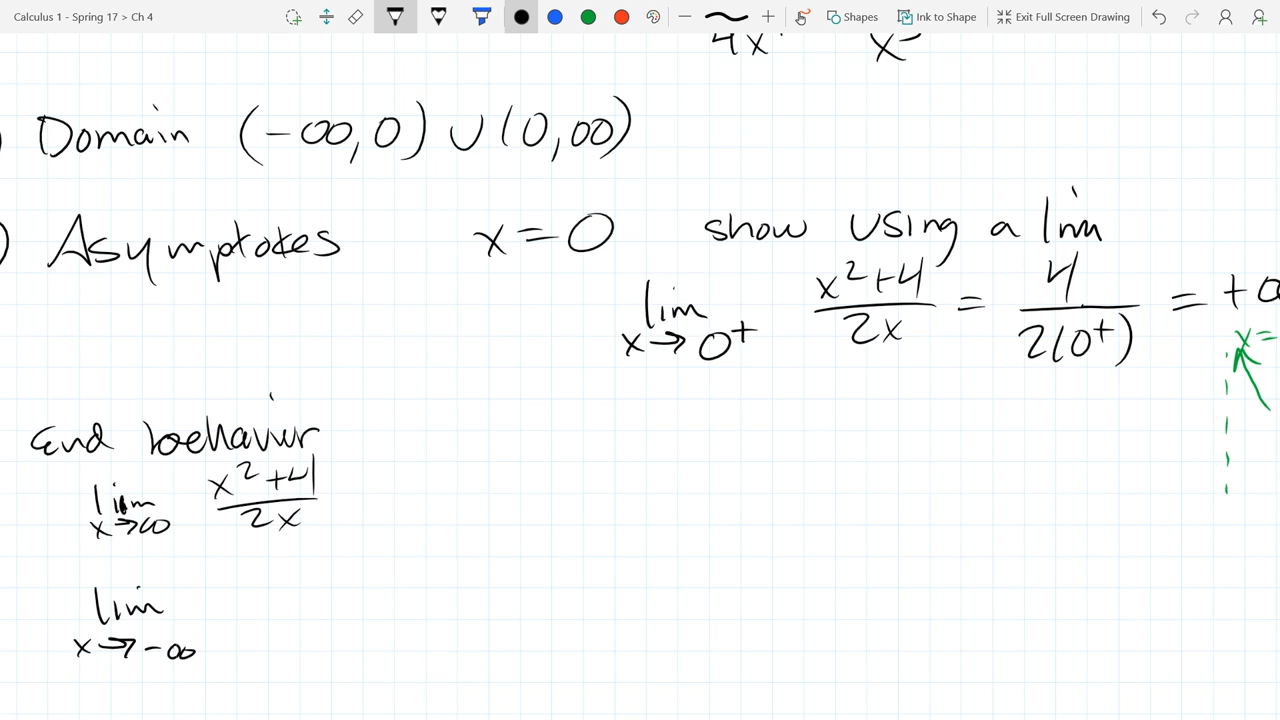 Calculus 1 - Spring 17 > Ch 4
Shapes
Ink to Shape
Exit Full Screen Drawing
4x
x
Domain (-∞,0) ∪ (0,∞)
Asymptotes x=0 show using a lim
lim x→0⁺ x²+4 / 2x = 4 / 2(0⁺) = +∞
x=
End behavior
lim x→∞ x²+4 / 2x
lim x→-∞